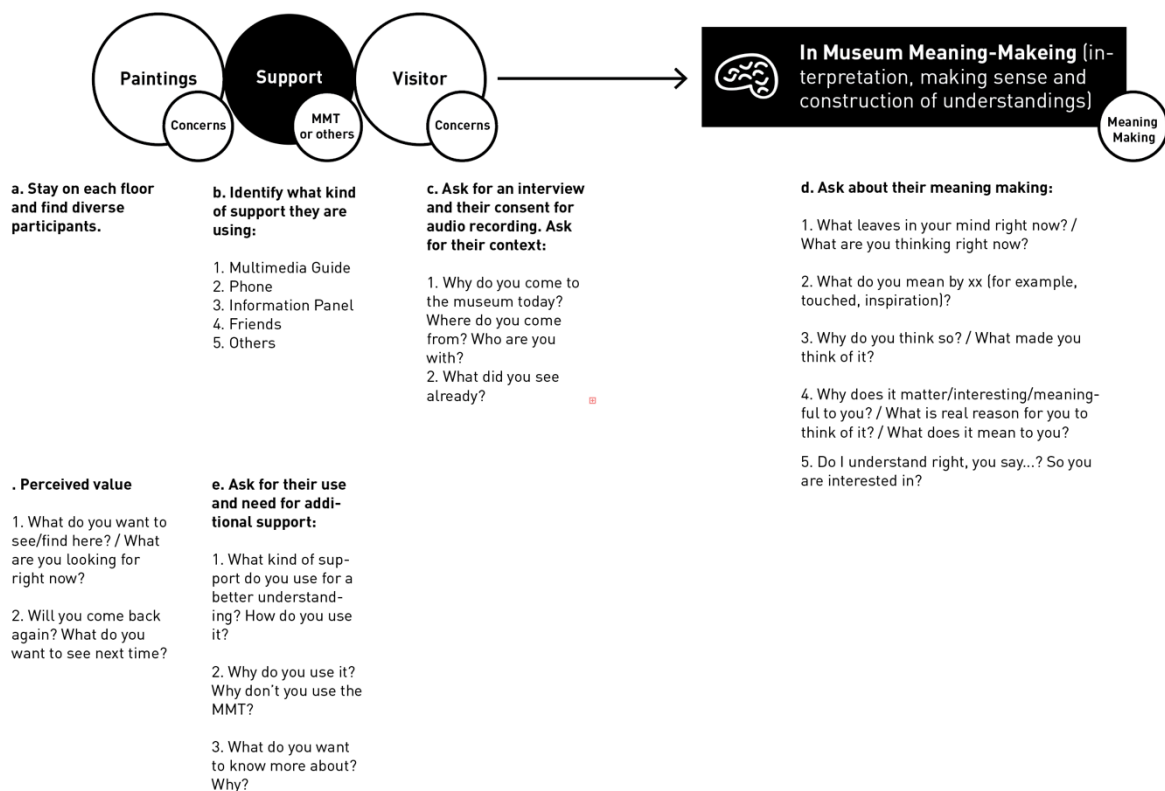 Paintings
Concerns
Support
MMT
or others
Visitor
Concerns
In Museum Meaning-Makeing (in-
terpretation, making sense and
construction of understandings)
Meaning
Making
a. Stay on each floor
and find diverse
participants.
b. Identify what kind
of support they are
using:
1. Multimedia Guide
2. Phone
3. Information Panel
4. Friends
5. Others
c. Ask for an interview
and their consent for
audio recording. Ask
for their context:
1. Why do you come to
the museum today?
Where do you come
from? Who are you
with?
2. What did you see
already?
d. Ask about their meaning making:
1. What leaves in your mind right now? /
What are you thinking right now?
2. What do you mean by xx (for example,
touched, inspiration)?
3. Why do you think so? / What made you
think of it?
4. Why does it matter/interesting/meaning-
ful to you? / What is real reason for you to
think of it? / What does it mean to you?
5. Do I understand right, you say...? So you
are interested in?
. Perceived value
1. What do you want to
see/find here? / What
are you looking for
right now?
2. Will you come back
again? What do you
want to see next time?
e. Ask for their use
and need for addi-
tional support:
1. What kind of sup-
port do you use for a
better understand-
ing? How do you use
it?
2. Why do you use it?
Why don't you use the
MMT?
3. What do you want
to know more about?
Why?